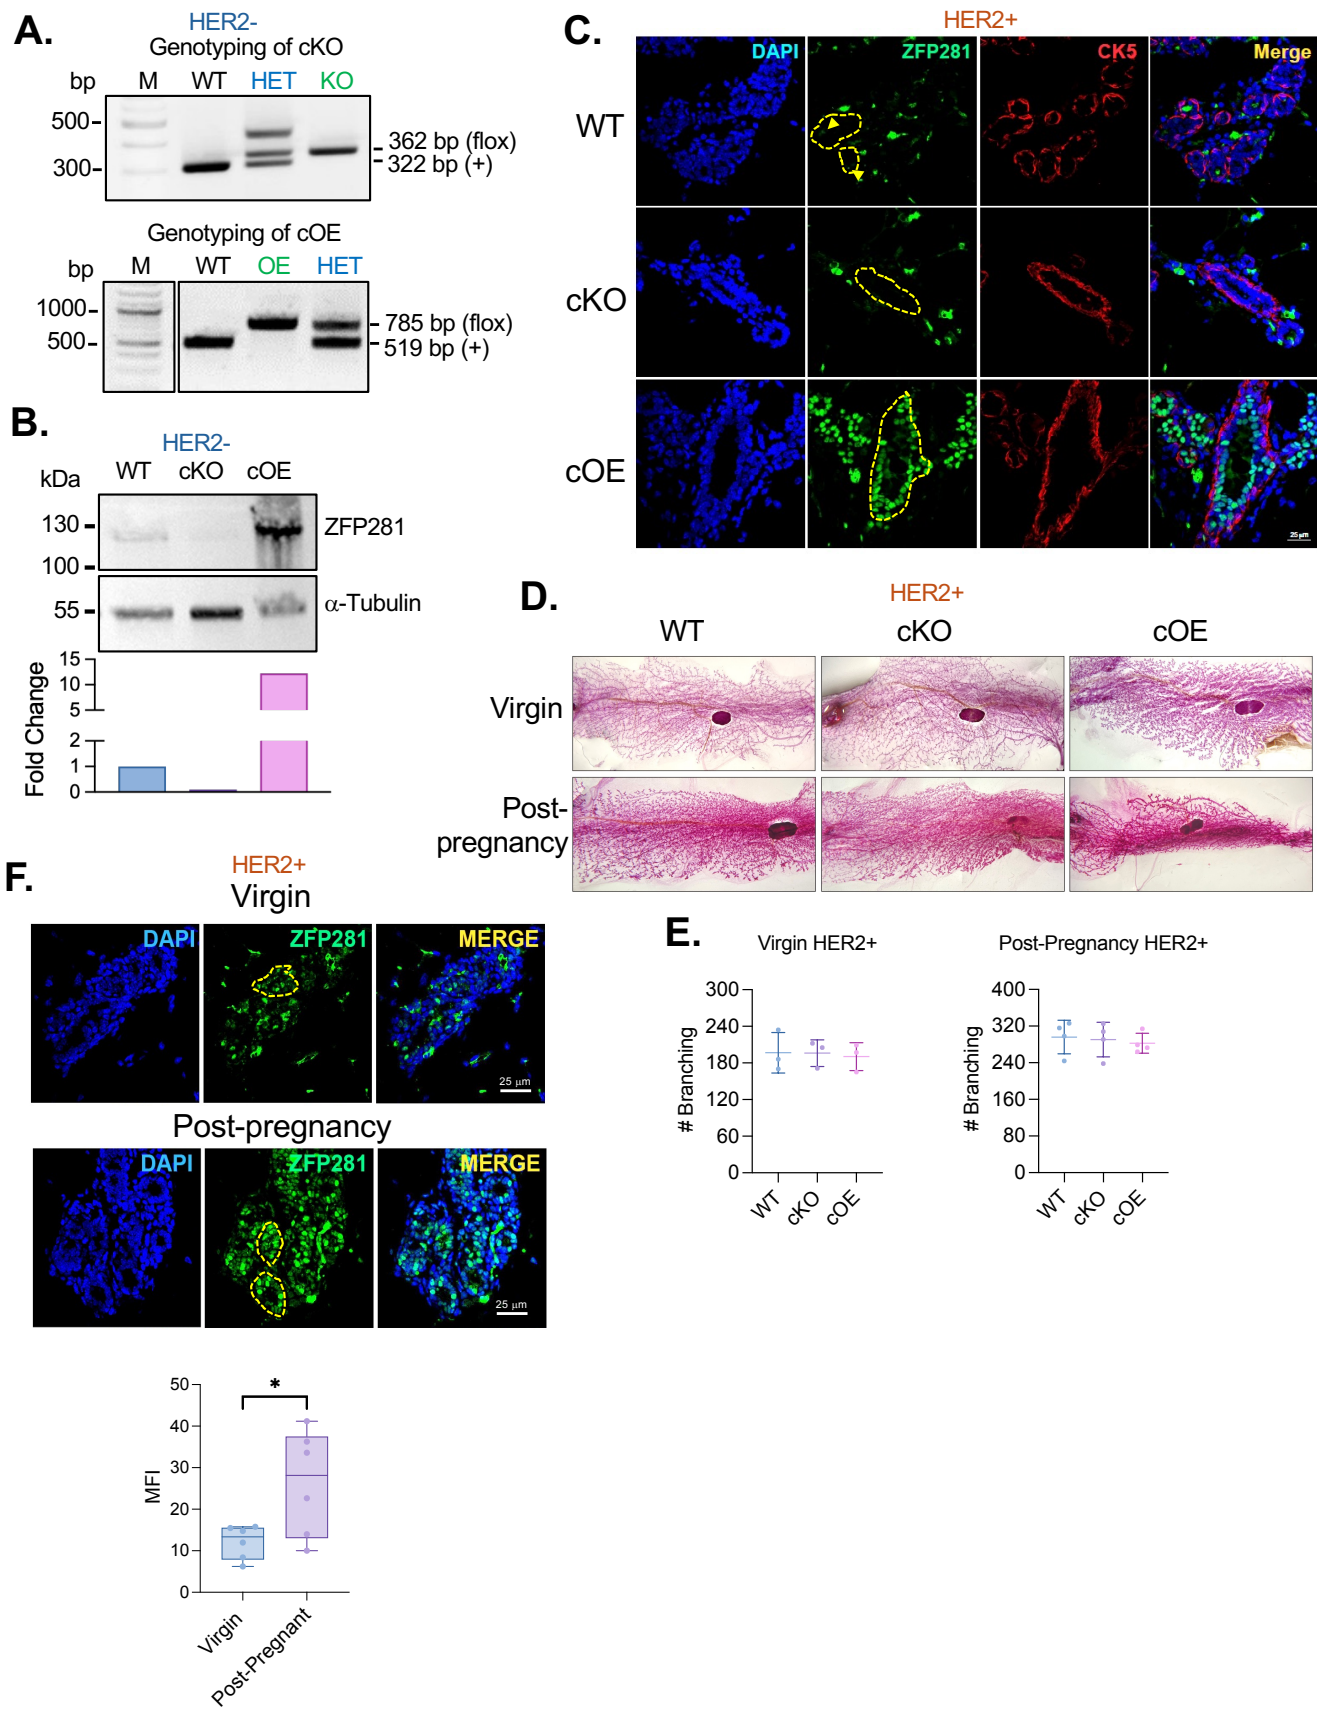 A.
HER2-
Genotyping of cKO
bp M WT HET KO
500
300
362 bp (flox)
322 bp (+)
Genotyping of cOE
bp M WT OE HET
1000
500
785 bp (flox)
519 bp (+)
B.
HER2-
kDa WT cKO cOE
130
100
ZFP281
55
α-Tubulin
Fold Change
15
10
5
2
1
0
C.
HER2+
DAPI ZFP281 CK5 Merge
WT
cKO
cOE
25 µm
D.
HER2+
WT cKO cOE
Virgin
Post-
pregnancy
E.
Virgin HER2+
# Branching
300
240
180
120
60
0
WT cKO cOE
Post-Pregnancy HER2+
# Branching
400
320
240
160
80
0
WT cKO cOE
F.
HER2+
Virgin
DAPI ZFP281 MERGE
25 µm
Post-pregnancy
DAPI ZFP281 MERGE
25 µm
MFI
50
40
30
20
10
0
*
Virgin
Post-Pregnant